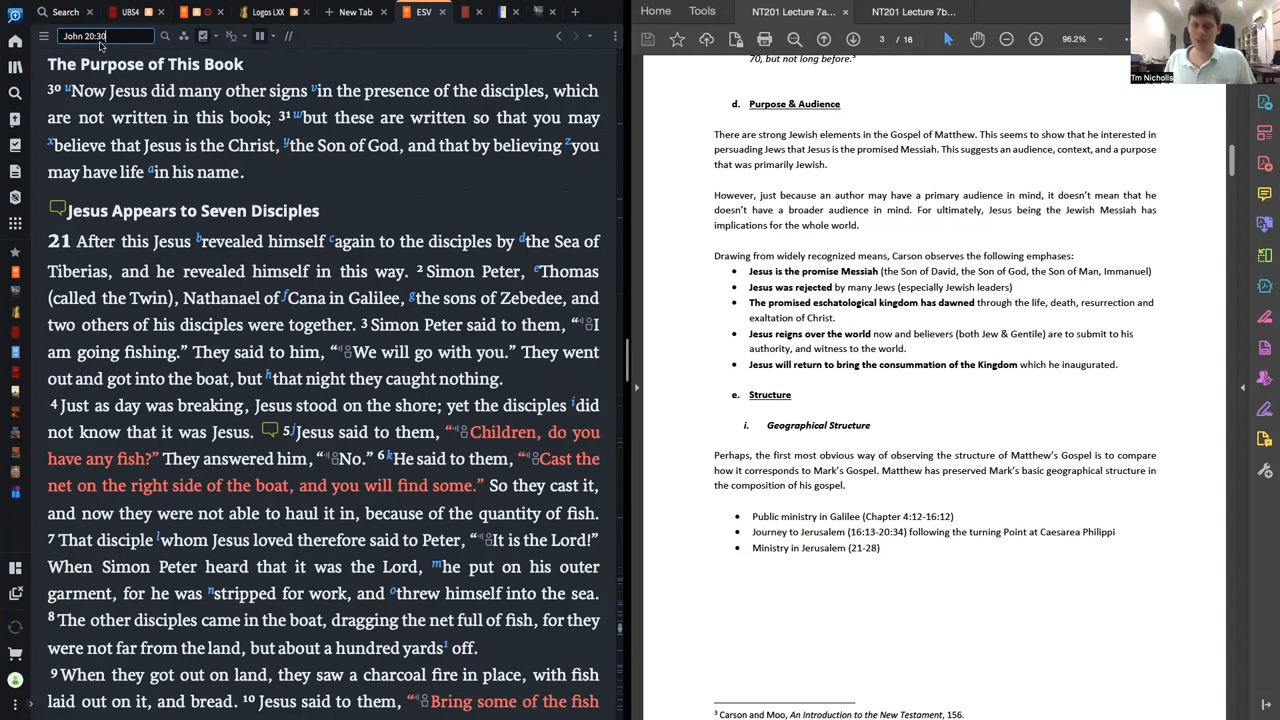 Search
UBS4
Logos LXX
New Tab
ESV
John 20:30
The Purpose of This Book
30 uNow Jesus did many other signs vin the presence of the disciples, which
are not written in this book; 31 wbut these are written so that you may
xbelieve that Jesus is the Christ, ythe Son of God, and that by believing zyou
may have life ain his name.
Jesus Appears to Seven Disciples
21 After this Jesus brevealed himself cagain to the disciples by dthe Sea of
Tiberias, and he revealed himself in this way. 2 Simon Peter, eThomas
(called the Twin), Nathanael of fCana in Galilee, gthe sons of Zebedee, and
two others of his disciples were together. 3 Simon Peter said to them, “I
am going fishing.” They said to him, “We will go with you.” They went
out and got into the boat, but hthat night they caught nothing.
4 Just as day was breaking, Jesus stood on the shore; yet the disciples idid
not know that it was Jesus. 5 jJesus said to them, “Children, do you
have any fish?” They answered him, “No.” 6 kHe said to them, “Cast the
net on the right side of the boat, and you will find some.” So they cast it,
and now they were not able to haul it in, because of the quantity of fish.
7 That disciple lwhom Jesus loved therefore said to Peter, “It is the Lord!”
When Simon Peter heard that it was the Lord, mhe put on his outer
garment, for he was nstripped for work, and othrew himself into the sea.
8 The other disciples came in the boat, dragging the net full of fish, for they
were not far from the land, but about a hundred yards1 off.
9 When they got out on land, they saw a charcoal fire in place, with fish
laid out on it, and bread. 10 Jesus said to them, “Bring some of the fish
Home
Tools
NT201 Lecture 7a...
NT201 Lecture 7b...
3 / 16
96.2%
Tm Nicholls
70, but not long before.3
d. Purpose & Audience
There are strong Jewish elements in the Gospel of Matthew. This seems to show that he interested in
persuading Jews that Jesus is the promised Messiah. This suggests an audience, context, and a purpose
that was primarily Jewish.
However, just because an author may have a primary audience in mind, it doesn’t mean that he
doesn’t have a broader audience in mind. For ultimately, Jesus being the Jewish Messiah has
implications for the whole world.
Drawing from widely recognized means, Carson observes the following emphases:
• Jesus is the promise Messiah (the Son of David, the Son of God, the Son of Man, Immanuel)
• Jesus was rejected by many Jews (especially Jewish leaders)
• The promised eschatological kingdom has dawned through the life, death, resurrection and
exaltation of Christ.
• Jesus reigns over the world now and believers (both Jew & Gentile) are to submit to his
authority, and witness to the world.
• Jesus will return to bring the consummation of the Kingdom which he inaugurated.
e. Structure
i. Geographical Structure
Perhaps, the first most obvious way of observing the structure of Matthew’s Gospel is to compare
how it corresponds to Mark’s Gospel. Matthew has preserved Mark’s basic geographical structure in
the composition of his gospel.
• Public ministry in Galilee (Chapter 4:12-16:12)
• Journey to Jerusalem (16:13-20:34) following the turning Point at Caesarea Philippi
• Ministry in Jerusalem (21-28)
3 Carson and Moo, An Introduction to the New Testament, 156.